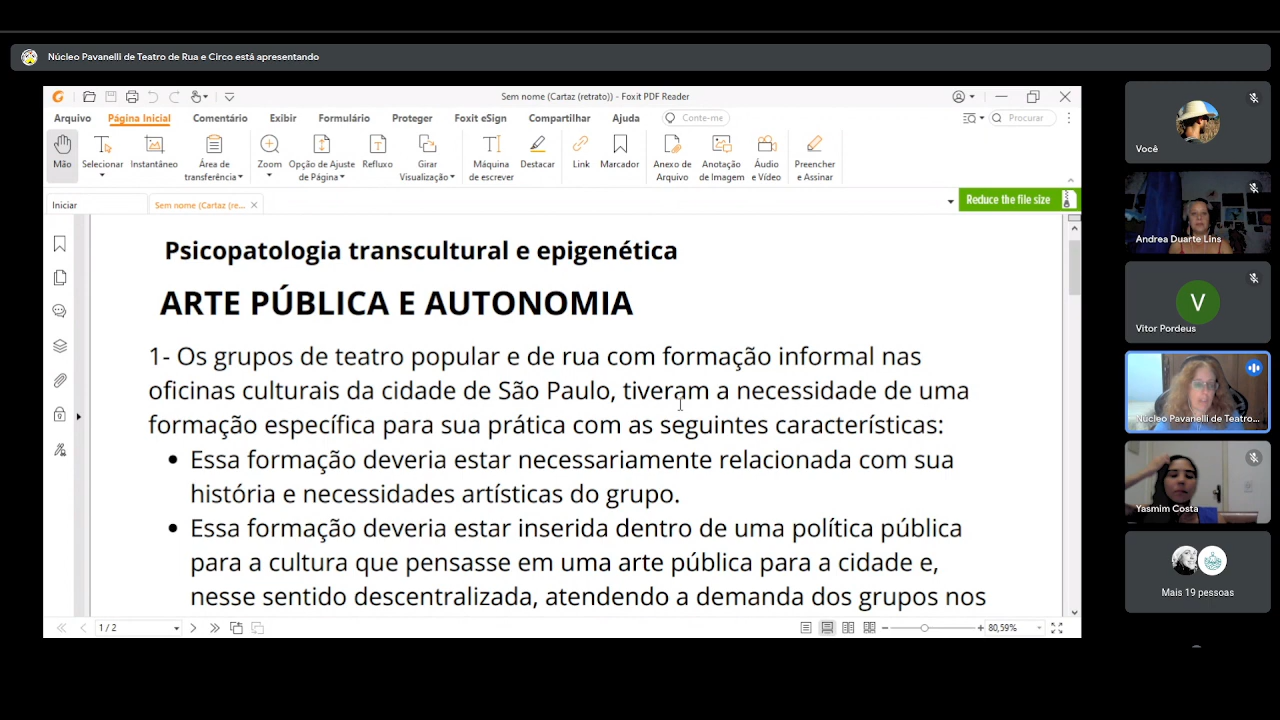 Núcleo Pavanelli de Teatro de Rua e Circo está apresentando
Sem nome (Cartaz (retrato)) - Foxit PDF Reader
Arquivo Página Inicial Comentário Exibir Formulário Proteger Foxit eSign Compartilhar Ajuda Conte-me Procurar
Mão Selecionar Instantâneo Área de transferência Zoom Opção de Ajuste de Página Refluxo Girar Visualização Máquina de escrever Destacar Link Marcador Anexo de Arquivo Anotação de Imagem Áudio e Vídeo Preencher e Assinar
Iniciar Sem nome (Cartaz (re... Reduce the file size
Psicopatologia transcultural e epigenética
ARTE PÚBLICA E AUTONOMIA
1- Os grupos de teatro popular e de rua com formação informal nas
oficinas culturais da cidade de São Paulo, tiveram a necessidade de uma
formação específica para sua prática com as seguintes características:
• Essa formação deveria estar necessariamente relacionada com sua
história e necessidades artísticas do grupo.
• Essa formação deveria estar inserida dentro de uma política pública
para a cultura que pensasse em uma arte pública para a cidade e,
nesse sentido descentralizada, atendendo a demanda dos grupos nos
1 / 2 80,59%
Você
Andrea Duarte Lins
V
Vitor Pordeus
Núcleo Pavanelli de Teatro...
Yasmim Costa
Mais 19 pessoas